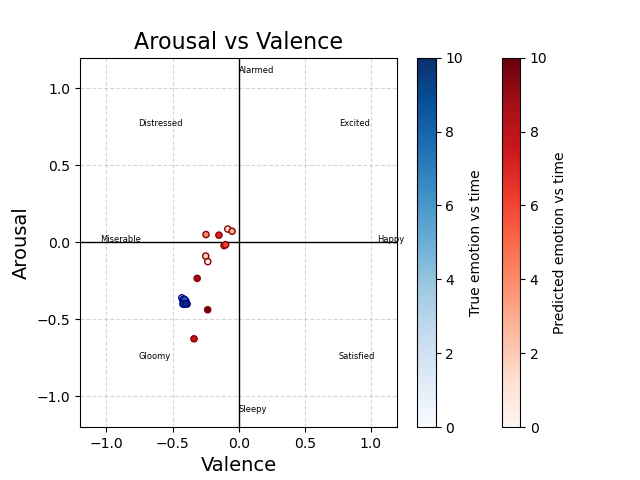 Arousal vs Valence
Alarmed
Distressed
Excited
Miserable
Happy
Gloomy
Satisfied
Sleepy
1.0
0.5
0.0
−0.5
−1.0
Arousal
−1.0 −0.5 0.0 0.5 1.0
Valence
10
8
6
4
2
0
True emotion vs time
10
8
6
4
2
0
Predicted emotion vs time